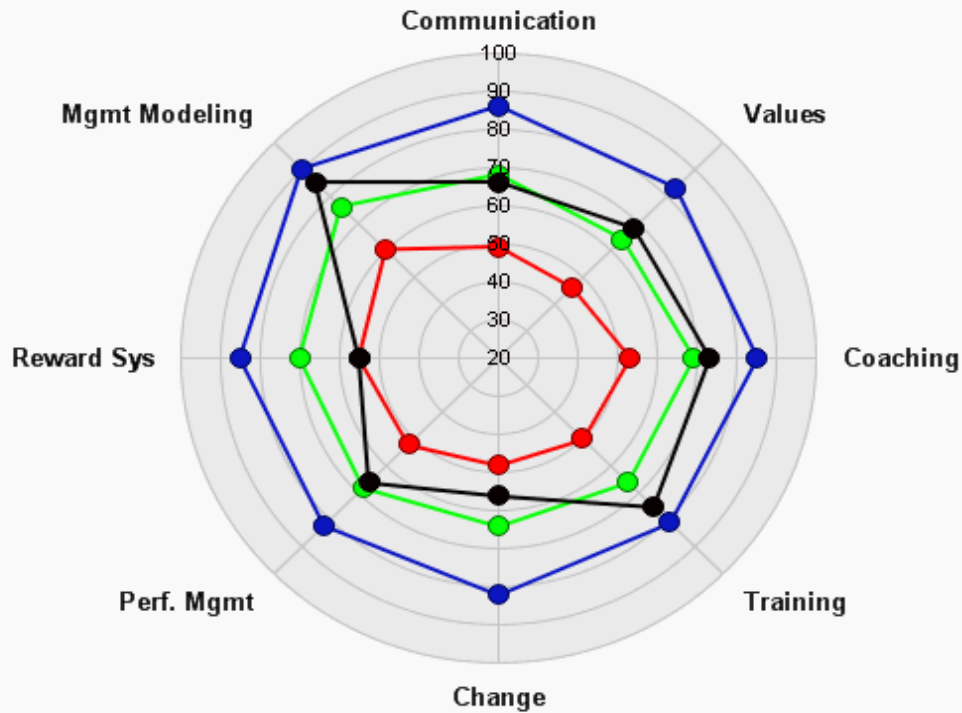 Communication
100
Mgmt Modeling
90
Values
80
70
60
50
40
30
Reward Sys
20
Coaching
Perf. Mgmt
Training
Change